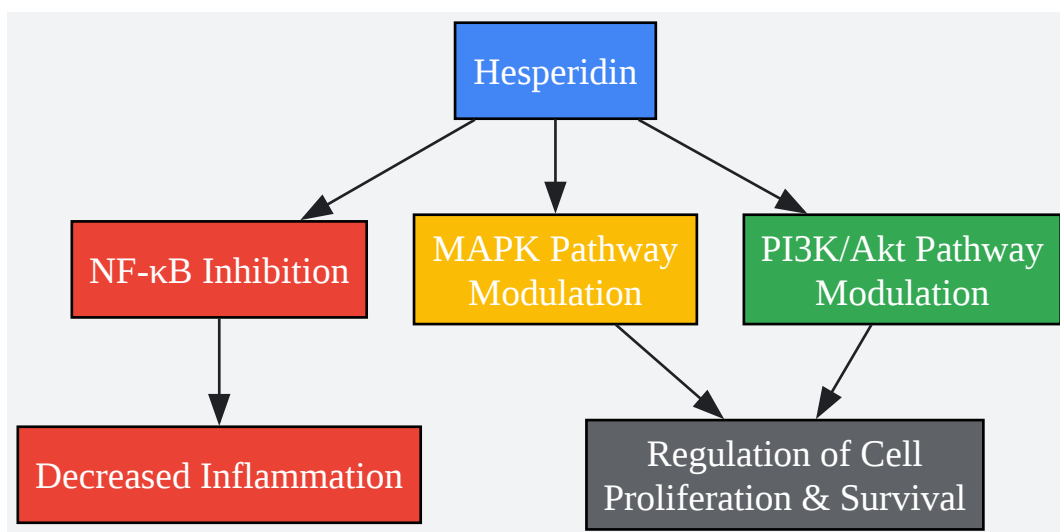 Hesperidin
NF-κB Inhibition
MAPK Pathway
Modulation
PI3K/Akt Pathway
Modulation
Decreased Inflammation
Regulation of Cell
Proliferation & Survival